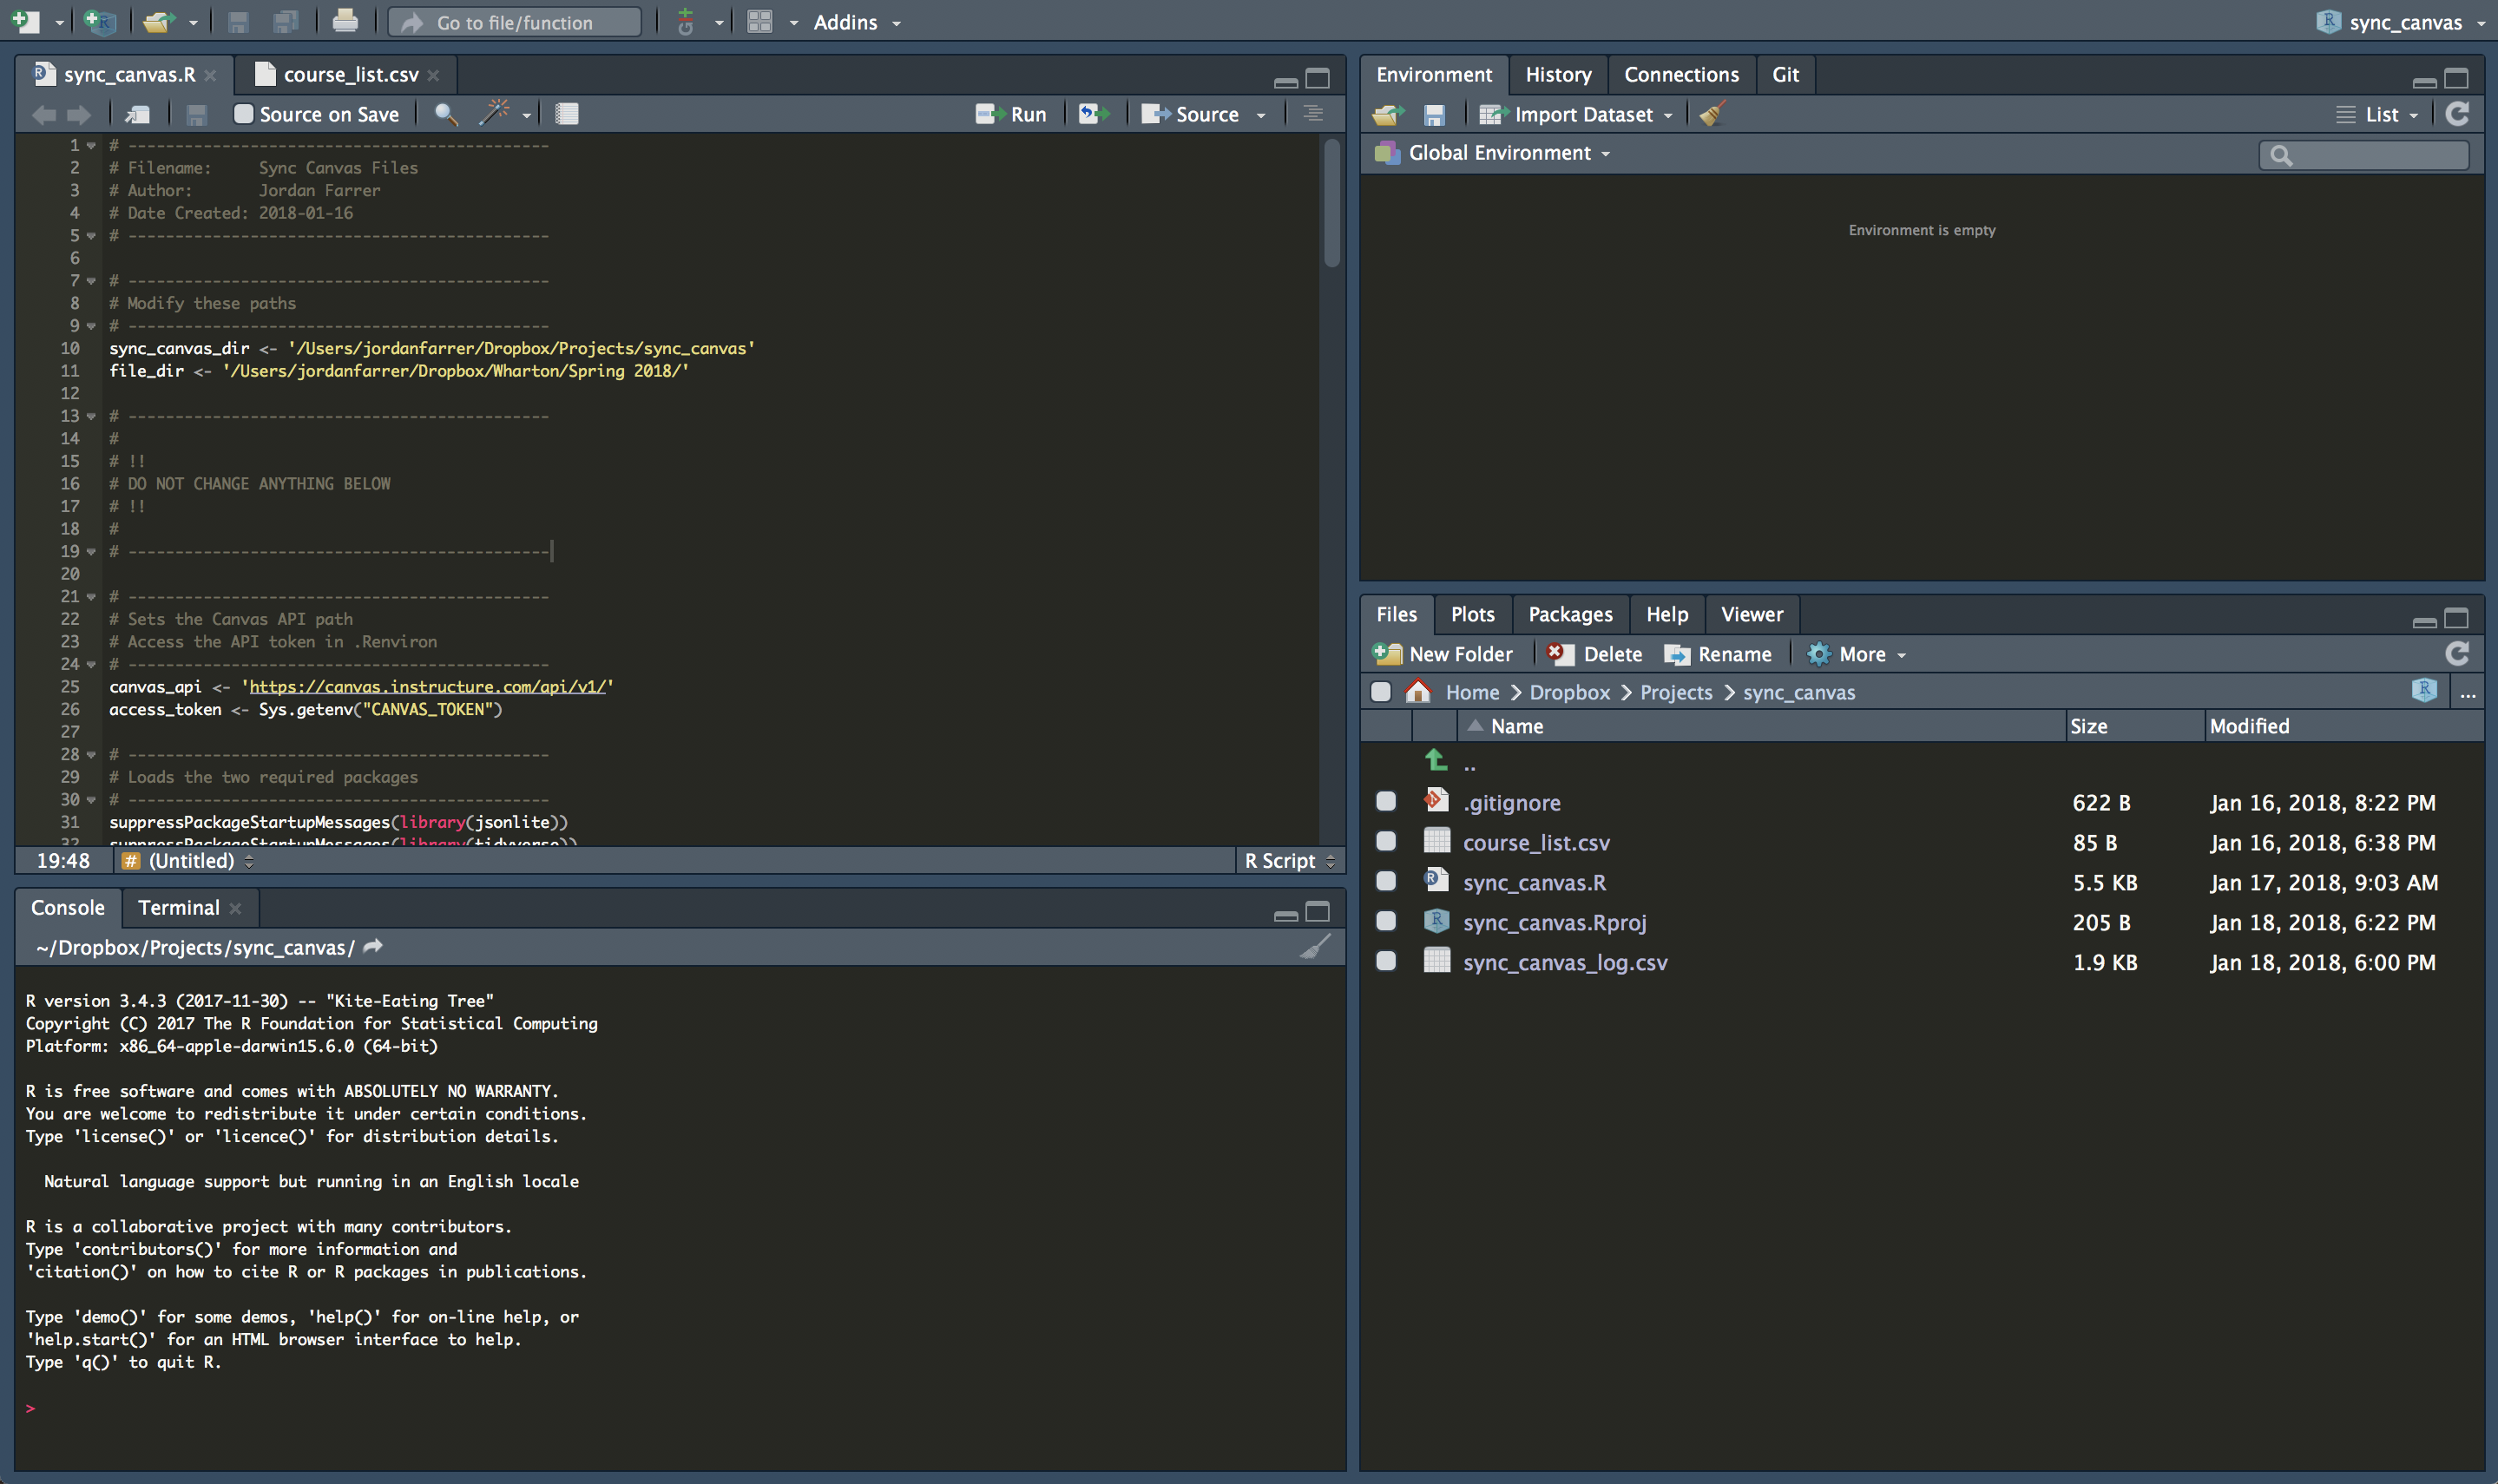 Go to file/function
Addins
sync_canvas
sync_canvas.R
course_list.csv
Source on Save
Run
Source
1 # ---------------------------------------------
2 # Filename:     Sync Canvas Files
3 # Author:       Jordan Farrer
4 # Date Created: 2018-01-16
5 # ---------------------------------------------
6
7 # ---------------------------------------------
8 # Modify these paths
9 # ---------------------------------------------
10 sync_canvas_dir <- '/Users/jordanfarrer/Dropbox/Projects/sync_canvas'
11 file_dir <- '/Users/jordanfarrer/Dropbox/Wharton/Spring 2018/'
12
13 # ---------------------------------------------
14 #
15 # !!
16 # DO NOT CHANGE ANYTHING BELOW
17 # !!
18 #
19 # ---------------------------------------------
20
21 # ---------------------------------------------
22 # Sets the Canvas API path
23 # Access the API token in .Renviron
24 # ---------------------------------------------
25 canvas_api <- 'https://canvas.instructure.com/api/v1/'
26 access_token <- Sys.getenv("CANVAS_TOKEN")
27
28 # ---------------------------------------------
29 # Loads the two required packages
30 # ---------------------------------------------
31 suppressPackageStartupMessages(library(jsonlite))
32 suppressPackageStartupMessages(library(tidyverse))
19:48
# (Untitled)
R Script
Console
Terminal
~/Dropbox/Projects/sync_canvas/
R version 3.4.3 (2017-11-30) -- "Kite-Eating Tree"
Copyright (C) 2017 The R Foundation for Statistical Computing
Platform: x86_64-apple-darwin15.6.0 (64-bit)
R is free software and comes with ABSOLUTELY NO WARRANTY.
You are welcome to redistribute it under certain conditions.
Type 'license()' or 'licence()' for distribution details.
Natural language support but running in an English locale
R is a collaborative project with many contributors.
Type 'contributors()' for more information and
'citation()' on how to cite R or R packages in publications.
Type 'demo()' for some demos, 'help()' for on-line help, or
'help.start()' for an HTML browser interface to help.
Type 'q()' to quit R.
>
Environment
History
Connections
Git
Import Dataset
List
Global Environment
Environment is empty
Files
Plots
Packages
Help
Viewer
New Folder
Delete
Rename
More
Home > Dropbox > Projects > sync_canvas
...
Name Size Modified
..
.gitignore 622 B Jan 16, 2018, 8:22 PM
course_list.csv 85 B Jan 16, 2018, 6:38 PM
sync_canvas.R 5.5 KB Jan 17, 2018, 9:03 AM
sync_canvas.Rproj 205 B Jan 18, 2018, 6:22 PM
sync_canvas_log.csv 1.9 KB Jan 18, 2018, 6:00 PM